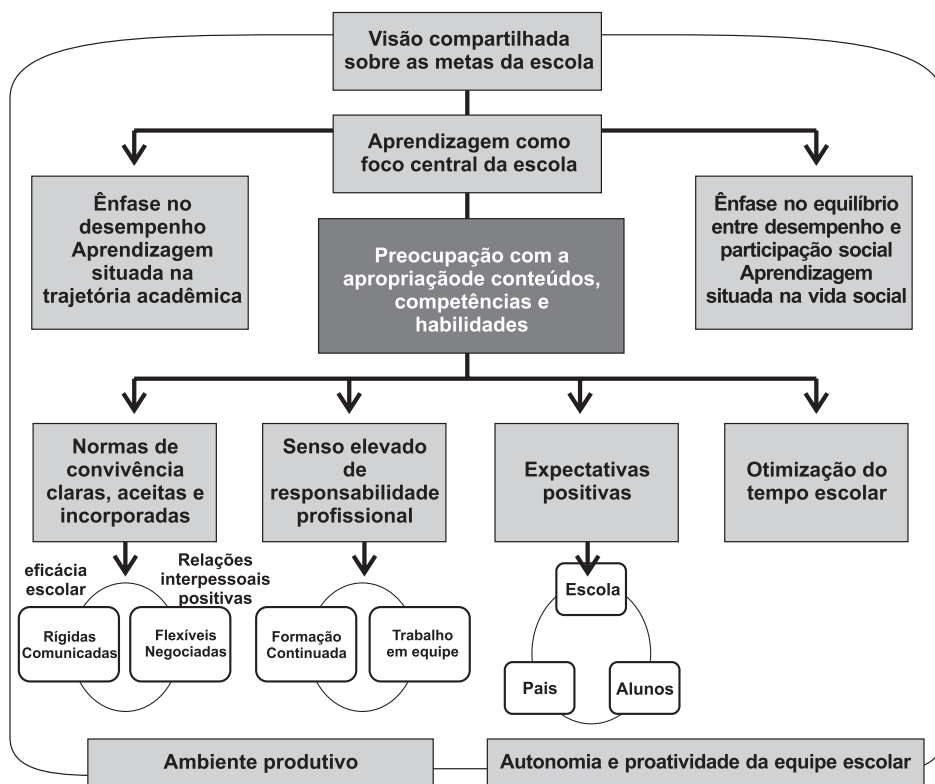 Visão compartilhada
sobre as metas da escola
Aprendizagem como
foco central da escola
Ênfase no
desempenho
Aprendizagem
situada na
trajetória acadêmica
Ênfase no equilíbrio
entre desempenho e
participação social
Aprendizagem
situada na vida social
Preocupação com a
apropriaçãode conteúdos,
competências e
habilidades
Normas de
convivência
claras, aceitas e
incorporadas
Senso elevado
de
responsabilidade
profissional
Expectativas
positivas
Otimização do
tempo escolar
eficácia
escolar
Relações
interpessoais
positivas
Rígidas
Comunicadas
Flexíveis
Negociadas
Formação
Continuada
Trabalho
em equipe
Escola
Pais
Alunos
Ambiente produtivo
Autonomia e proatividade da equipe escolar